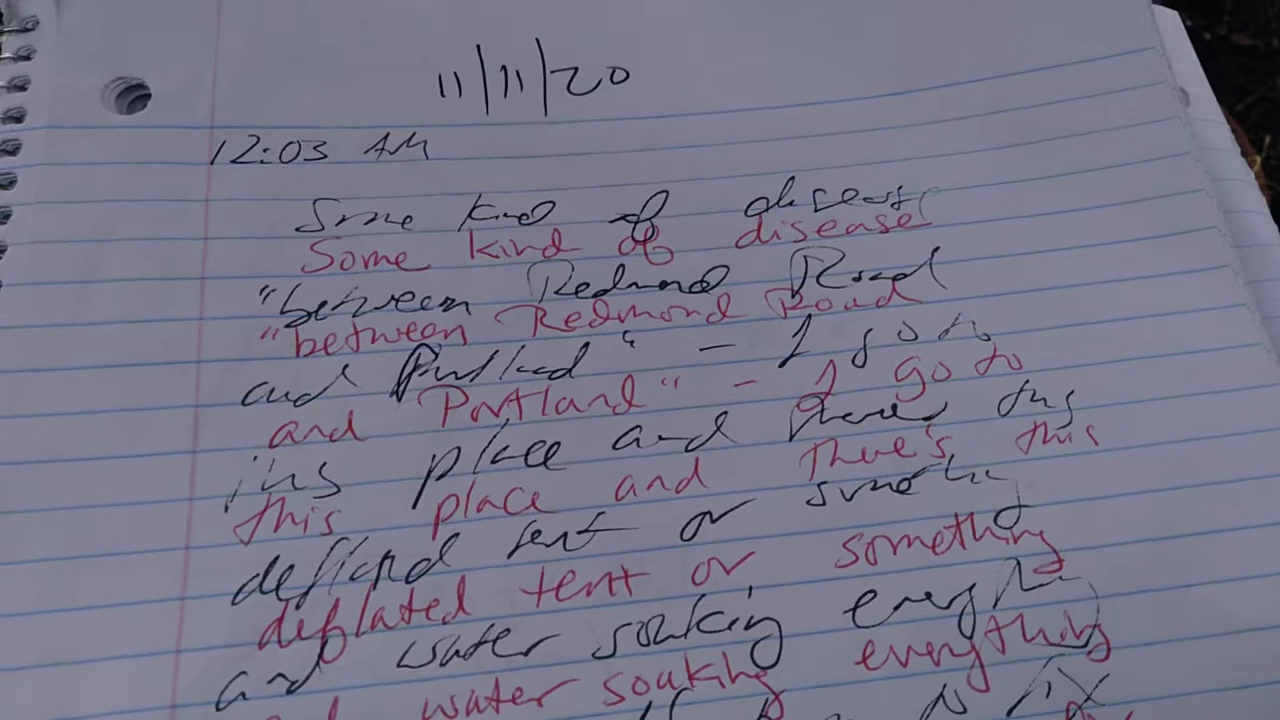 11/11/20
12:03 AM
Some kind of disease
Some kind of disease
"between Redmond Road
"between Redmond Road
and Portland" - I go to
and Portland" - I go to
this place and there's this
this place and there's this
deflated tent or something
deflated tent or something
and water soaking everything
water soaking everything